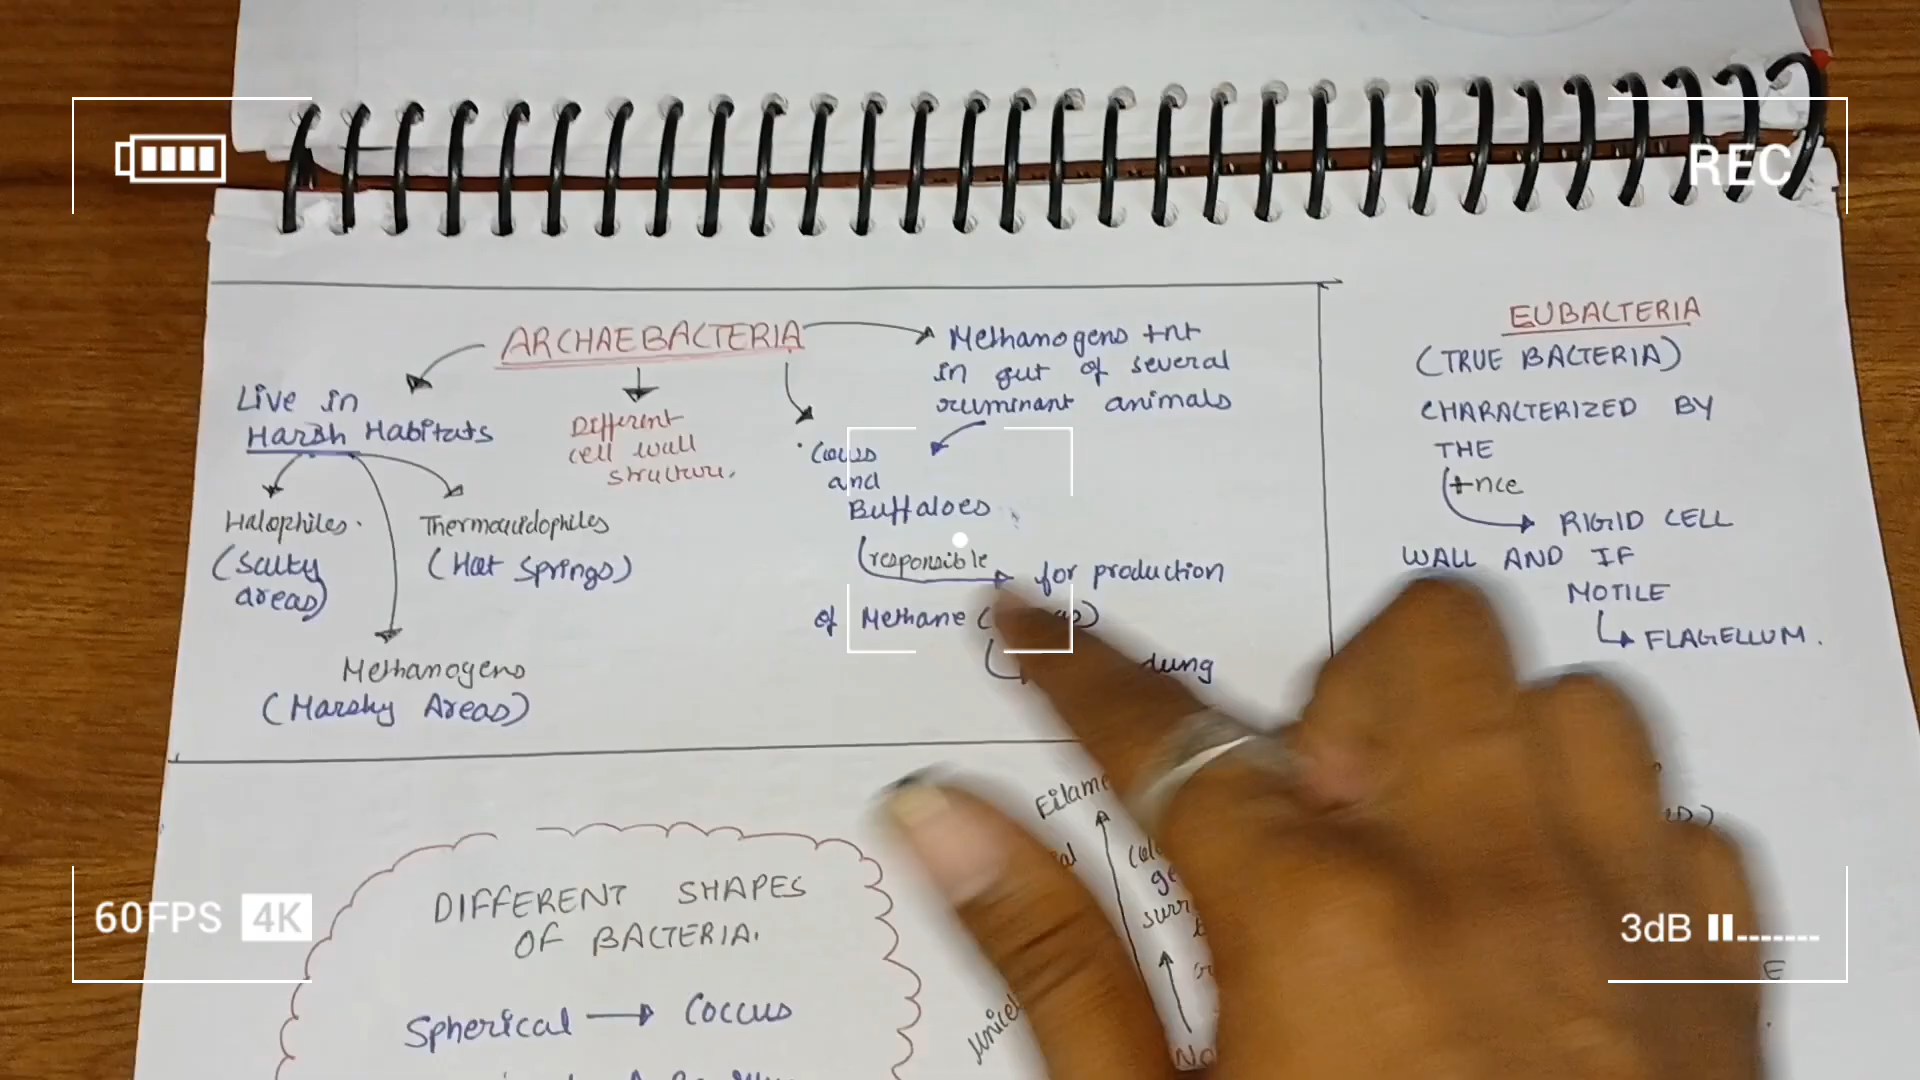 REC
ARCHAEBACTERIA
Live in
Harsh Habitats
Halophiles.
(Salty
areas)
Thermoacidophiles
(Hot Springs)
Methanogens
(Marshy Areas)
Different
cell wall
structure.
Methanogens +nt
in gut of several
ruminant animals
Cows
and
Buffaloes
responsible
for production
of Methane
dung
EUBACTERIA
(TRUE BACTERIA)
CHARACTERIZED BY
THE
+nce
RIGID CELL
WALL AND IF
MOTILE
FLAGELLUM.
DIFFERENT SHAPES
OF BACTERIA.
Spherical → Coccus
60FPS 4K
3dB